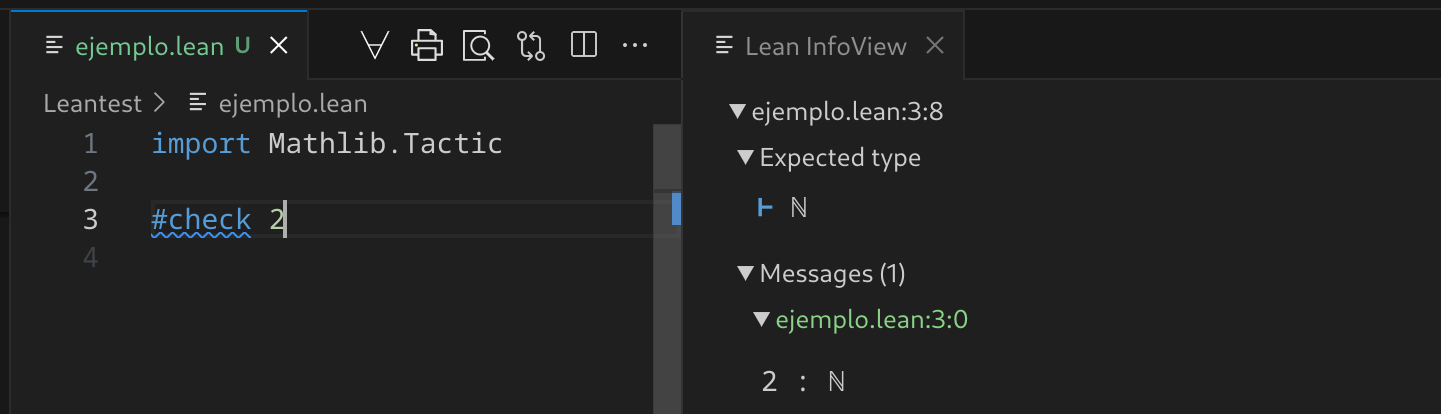 ejemplo.lean U
Leantest > ejemplo.lean
1 import Mathlib.Tactic
2
3 #check 2
4
Lean InfoView
ejemplo.lean:3:8
Expected type
⊢ ℕ
Messages (1)
ejemplo.lean:3:0
2 : ℕ